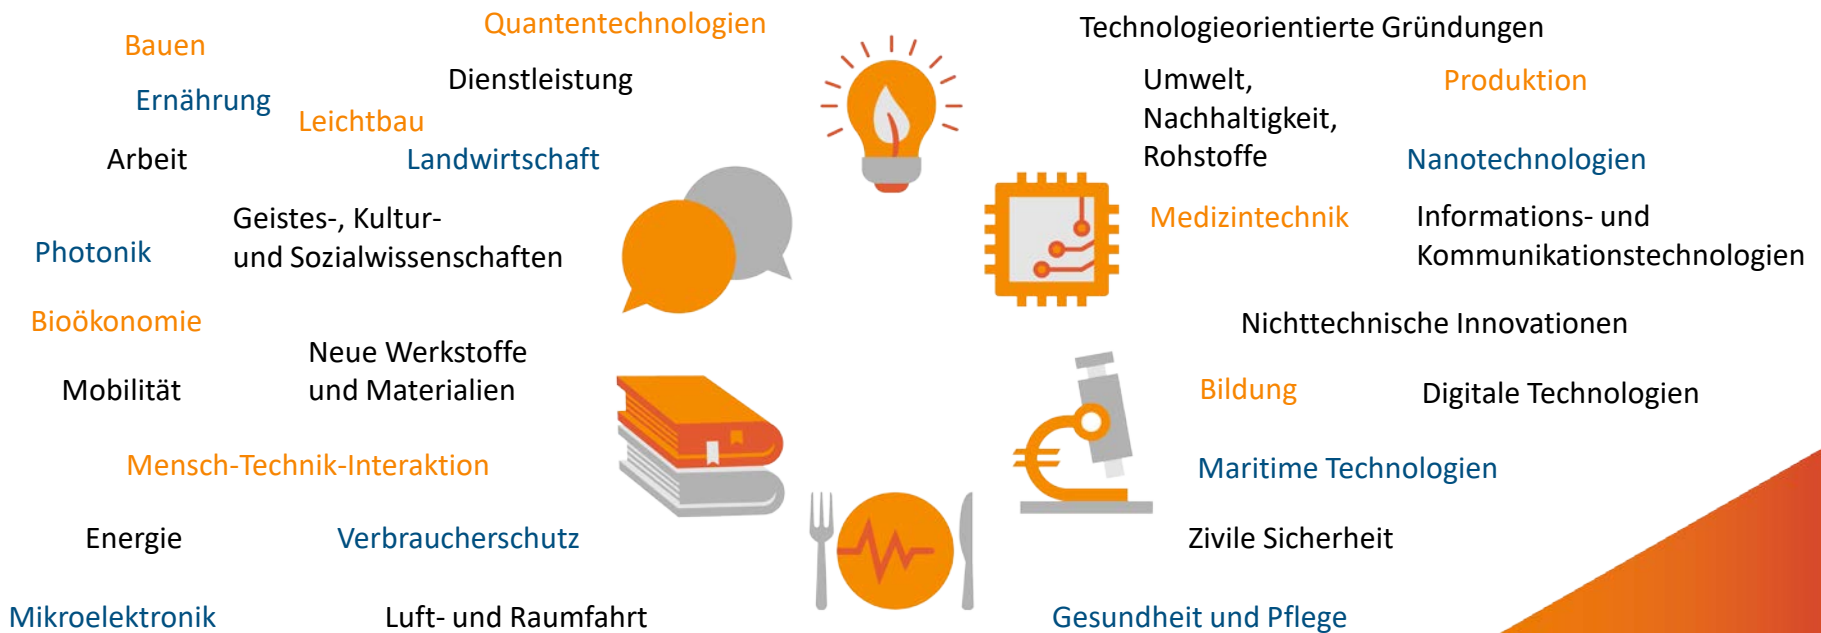 Quantentechnologien
Bauen
Dienstleistung
Ernährung
Leichtbau
Arbeit
Landwirtschaft
Geistes-, Kultur-
und Sozialwissenschaften
Photonik
Bioökonomie
Neue Werkstoffe
und Materialien
Mobilität
Mensch-Technik-Interaktion
Energie
Verbraucherschutz
Mikroelektronik
Luft- und Raumfahrt
Technologieorientierte Gründungen
Umwelt,
Nachhaltigkeit,
Rohstoffe
Produktion
Nanotechnologien
Medizintechnik
Informations- und
Kommunikationstechnologien
Nichttechnische Innovationen
Bildung
Digitale Technologien
Maritime Technologien
Zivile Sicherheit
Gesundheit und Pflege